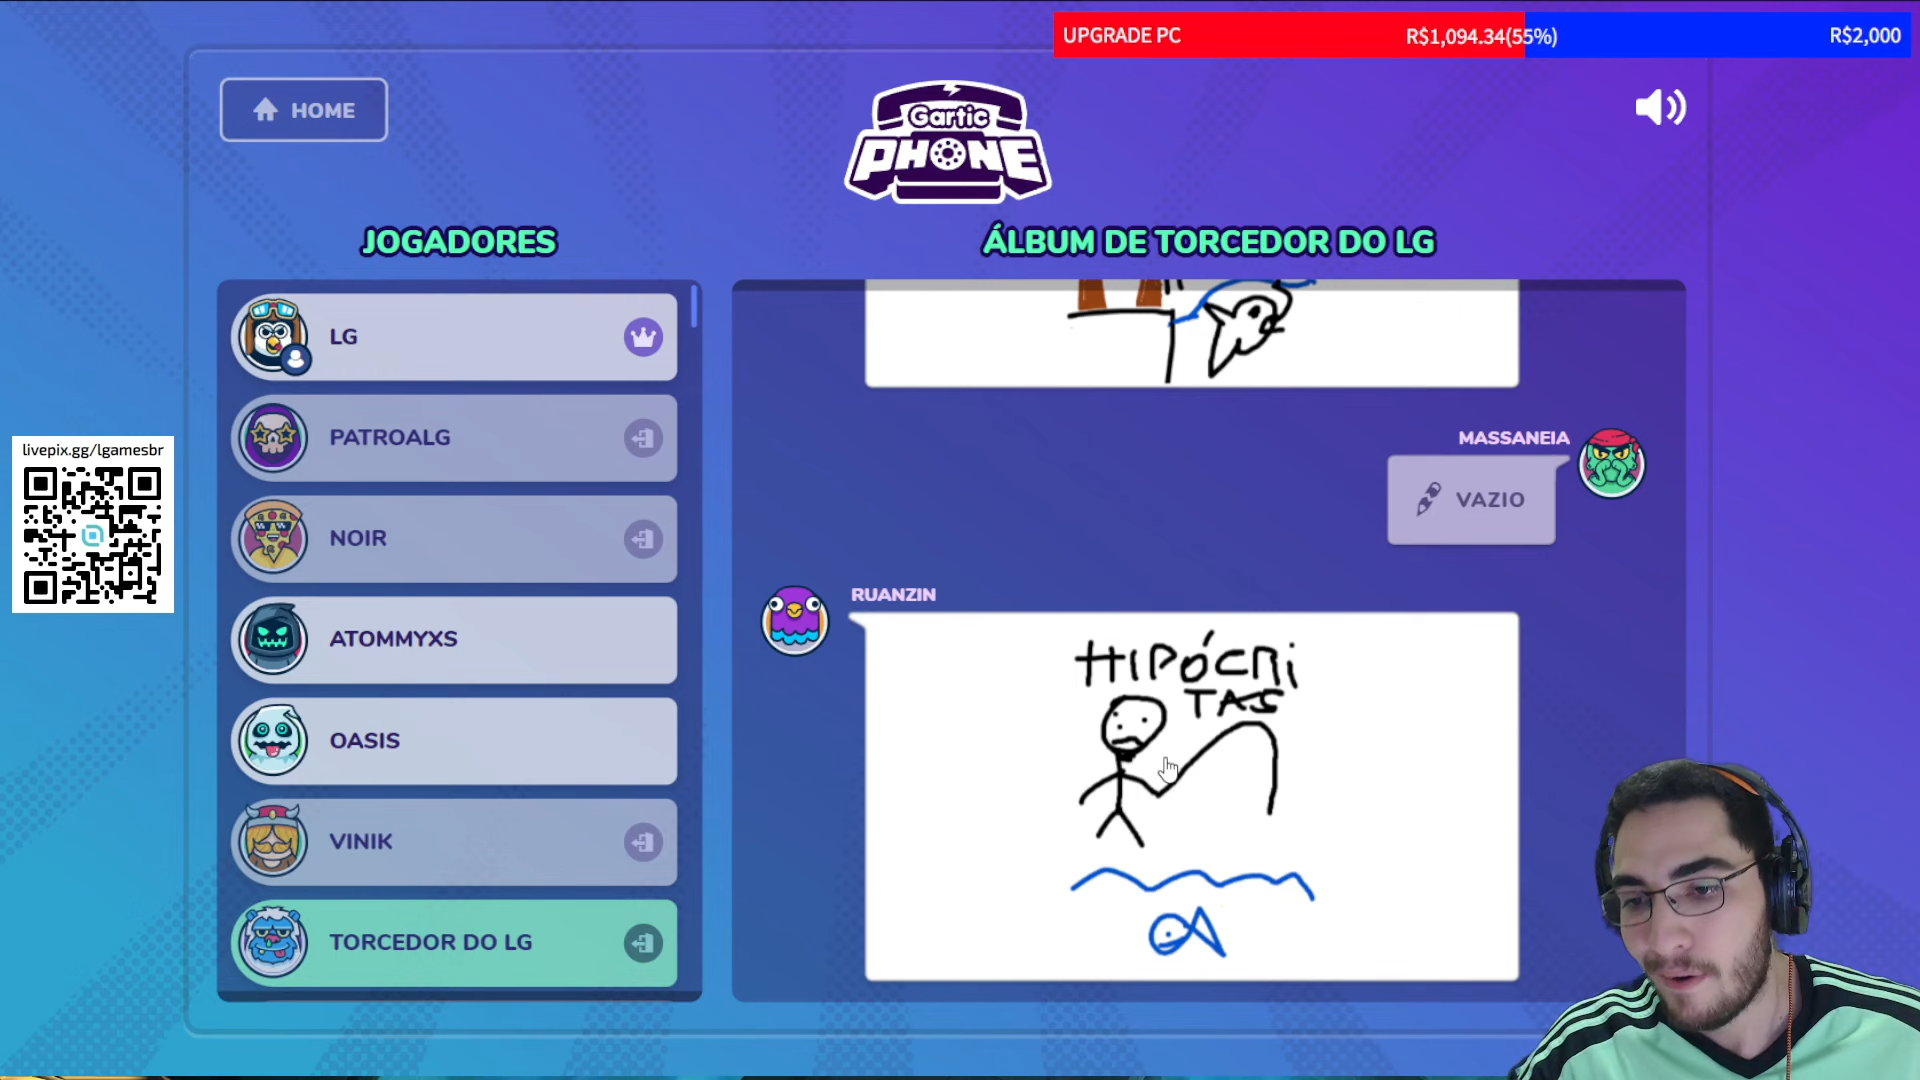 UPGRADE PC R$1,094.34(55%) R$2,000
HOME
Gartic
PHONE
JOGADORES
ÁLBUM DE TORCEDOR DO LG
LG
PATROALG
NOIR
ATOMMYXS
OASIS
VINIK
TORCEDOR DO LG
livepix.gg/lgamesbr
MASSANEIA
VAZIO
RUANZIN
HIPÓCRi
TAS